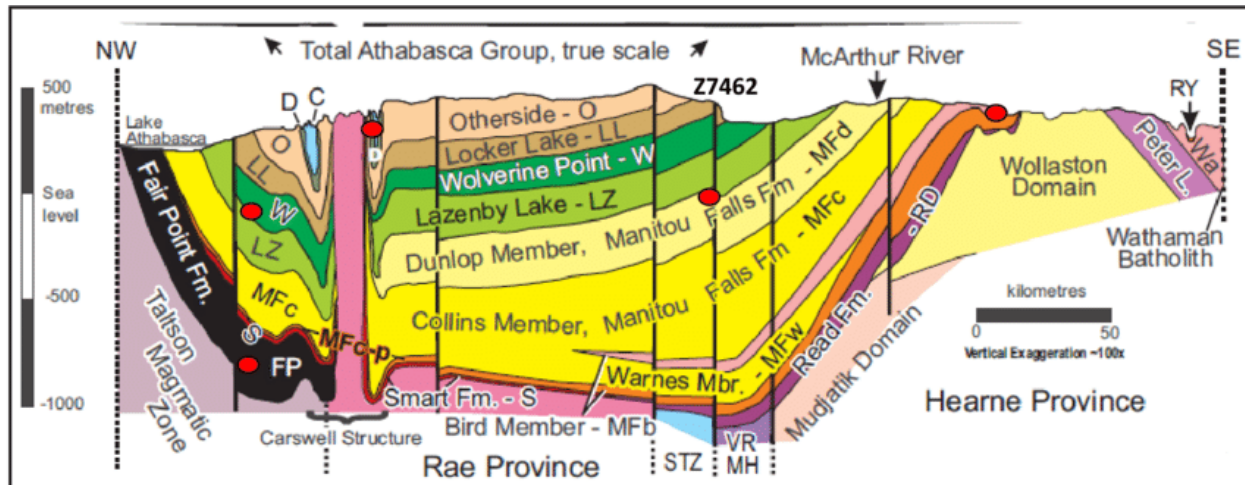 Total Athabasca Group, true scale
NW
SE
McArthur River
Z7462
RY
500
metres
Sea
level
-500
-1000
Lake
Athabasca
D
C
O
D
LL
W
LZ
MFc
S
FP
MFc-p
Fair Point Fm.
Taltson
Magmatic
Zone
Otherside - O
Locker Lake - LL
Wolverine Point - W
Lazenby Lake - LZ
Dunlop Member, Manitou Falls Fm - MFd
Collins Member, Manitou Falls Fm - MFc
Warnes Mbr. - MFw
Read Fm. - RD
Smart Fm. - S
Bird Member - MFb
Carswell Structure
Rae Province
STZ
VR
MH
Mudjatik Domain
Wollaston
Domain
Peter L.
Wa
Wathaman
Batholith
kilometres
0
50
Vertical Exaggeration ~100x
Hearne Province